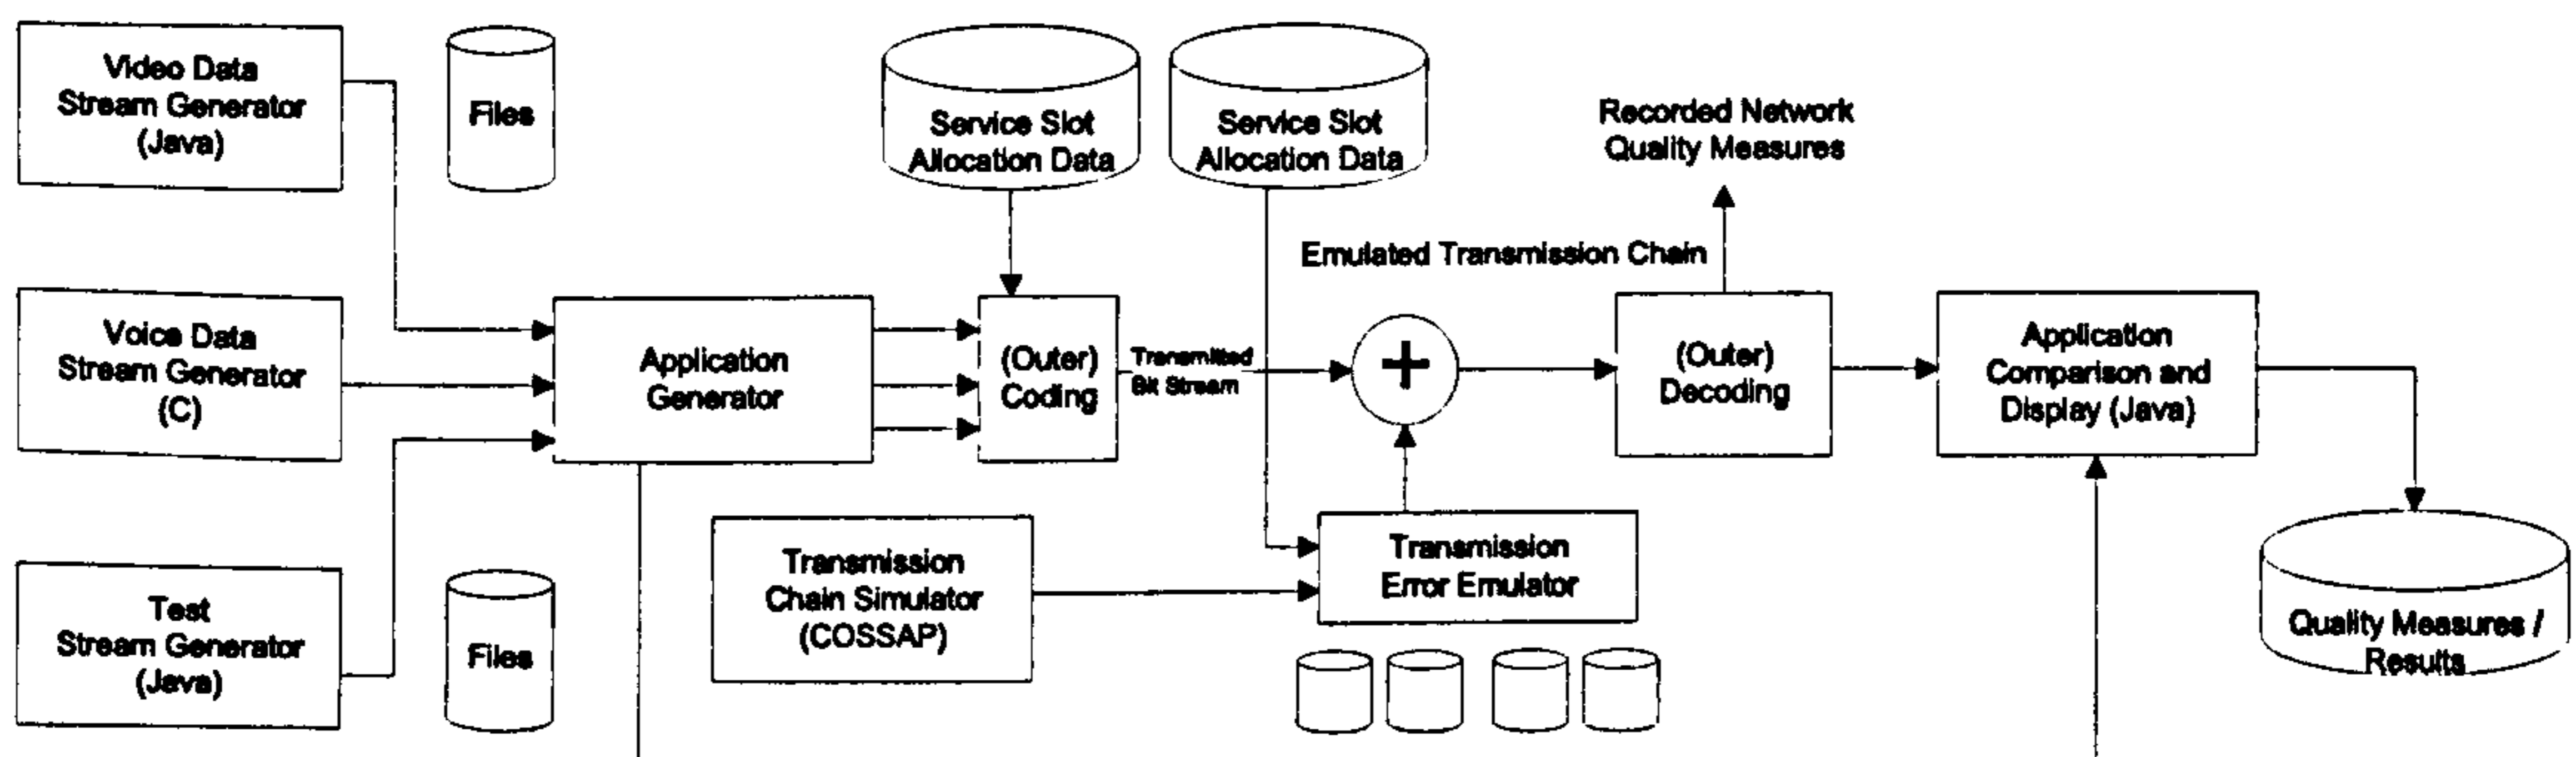 Video Data
Stream Generator
(Java)
Files
Service Slot
Allocation Data
Service Slot
Allocation Data
Recorded Network
Quality Measures
Emulated Transmission Chain
Voice Data
Stream Generator
(C)
Application
Generator
(Outer)
Coding
Transmitted
Bit Stream
+
(Outer)
Decoding
Application
Comparison and
Display (Java)
Test
Stream Generator
(Java)
Files
Transmission
Chain Simulator
(COSSAP)
Transmission
Error Emulator
Quality Measures /
Results